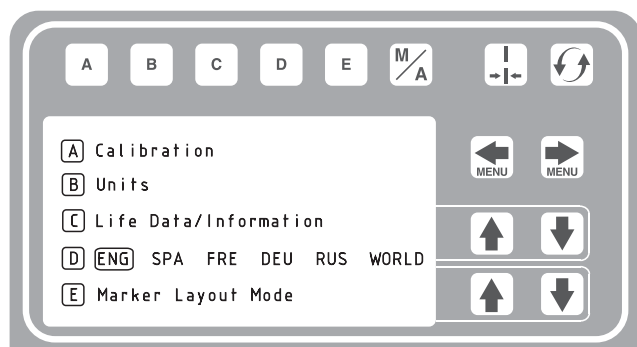 A B C D E M/A
MENU MENU
A Calibration
B Units
C Life Data/Information
D ENG SPA FRE DEU RUS WORLD
E Marker Layout Mode